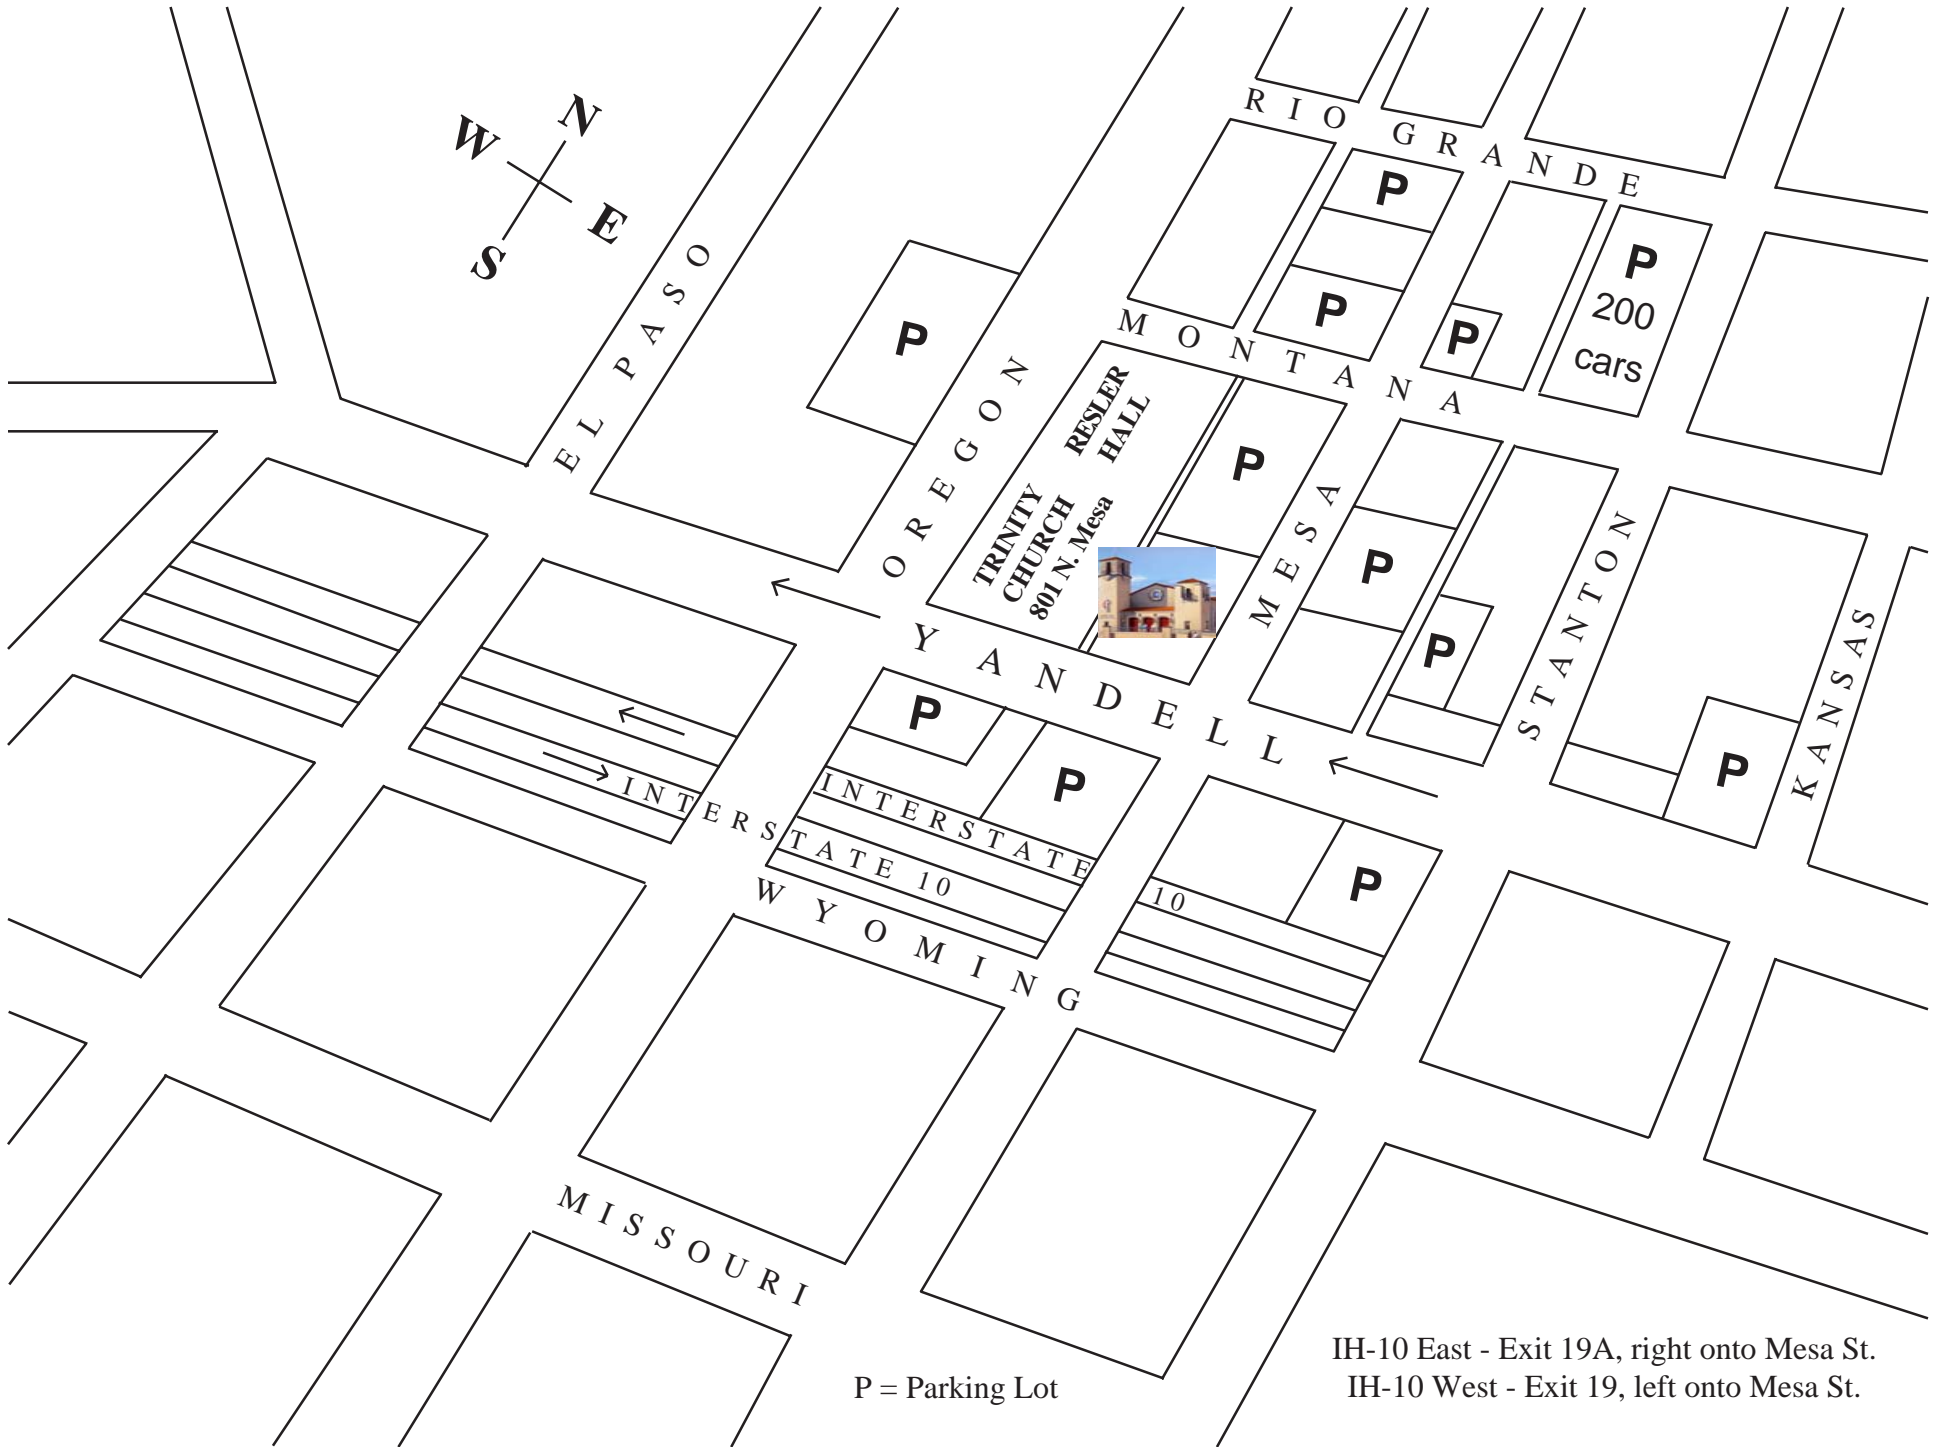 N
W
E
S
RIO GRANDE
P
P
200
cars
P
P
P
MONTANA
EL PASO
OREGON
RESLER
HALL
TRINITY
CHURCH
801 N. Mesa
P
MESA
P
P
STANTON
KANSAS
YANDELL
P
P
P
P
INTERSTATE 10
INTERSTATE 10
WYOMING
MISSOURI
P = Parking Lot
IH-10 East - Exit 19A, right onto Mesa St.
IH-10 West - Exit 19, left onto Mesa St.